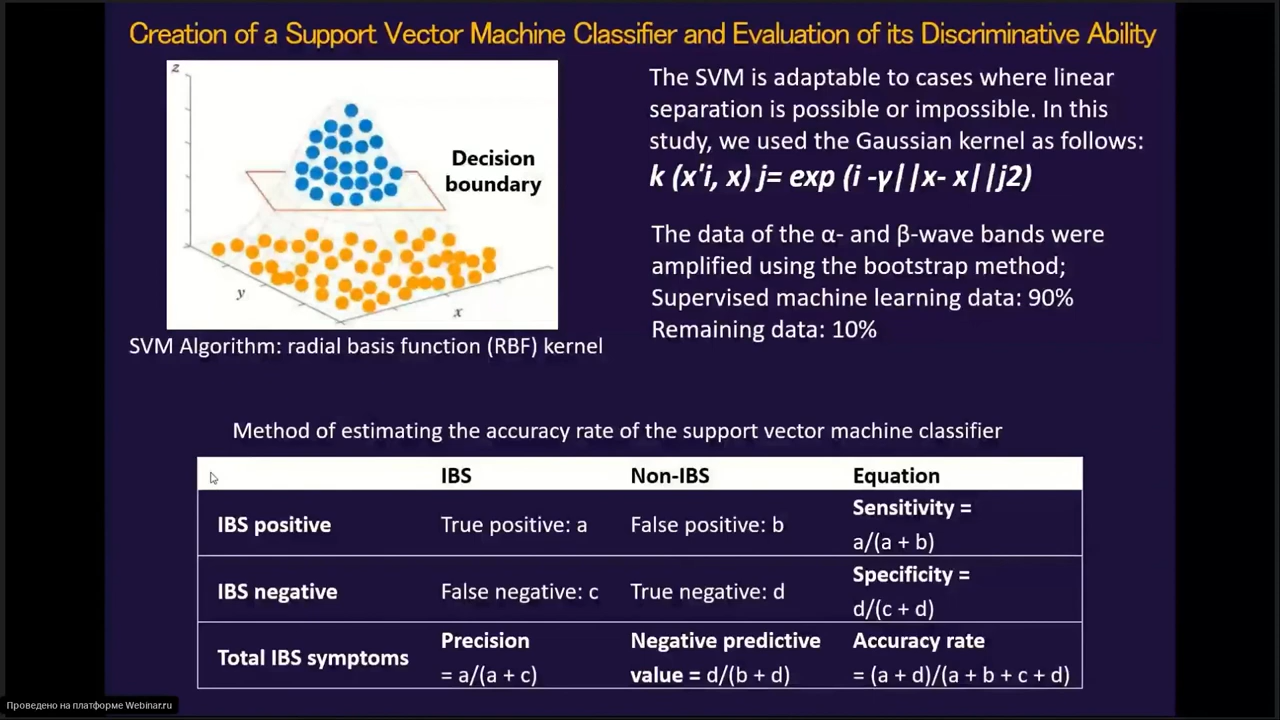 Creation of a Support Vector Machine Classifier and Evaluation of its Discriminative Ability
z
Decision
boundary
y
x
SVM Algorithm: radial basis function (RBF) kernel
The SVM is adaptable to cases where linear
separation is possible or impossible. In this
study, we used the Gaussian kernel as follows:
k (x'i, x) j= exp (i -γ||x- x||j2)
The data of the α- and β-wave bands were
amplified using the bootstrap method;
Supervised machine learning data: 90%
Remaining data: 10%
Method of estimating the accuracy rate of the support vector machine classifier
IBS Non-IBS Equation
IBS positive True positive: a False positive: b Sensitivity =
a/(a + b)
IBS negative False negative: c True negative: d Specificity =
d/(c + d)
Total IBS symptoms Precision Negative predictive Accuracy rate
= a/(a + c) value = d/(b + d) = (a + d)/(a + b + c + d)
Проведено на платформе Webinar.ru